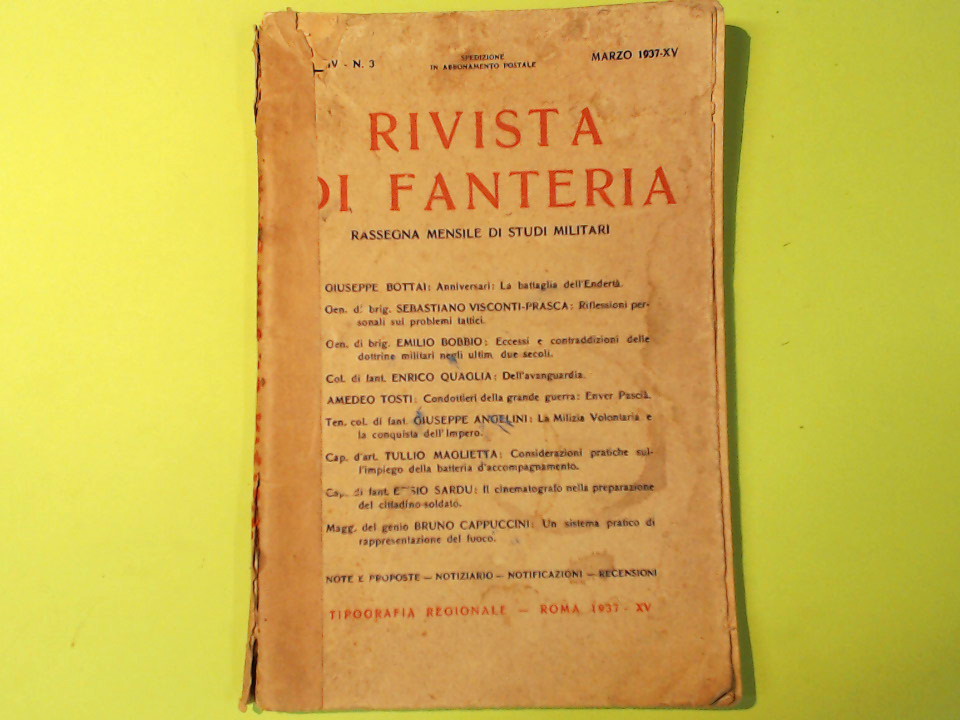 IV - N. 3
SPEDIZIONE
IN ABBONAMENTO POSTALE
MARZO 1937-XV
RIVISTA
DI FANTERIA
RASSEGNA MENSILE DI STUDI MILITARI
GIUSEPPE BOTTAI: Anniversari: La battaglia dell'Endertà.
Gen. di brig. SEBASTIANO VISCONTI-PRASCA: Riflessioni per-
sonali sui problemi tattici.
Gen. di brig. EMILIO BOBBIO: Eccessi e contraddizioni delle
dottrine militari negli ultimi due secoli.
Col. di fant. ENRICO QUAGLIA: Dell'avanguardia.
AMEDEO TOSTI: Condottieri della grande guerra: Enver Pascià.
Ten. col. di fant. GIUSEPPE ANGELINI: La Milizia Volontaria e
la conquista dell'Impero.
Cap. d'art. TULLIO MAGLIETTA: Considerazioni pratiche sul-
l'impiego della batteria d'accompagnamento.
Cap. di fant. SARDU: Il cinematografo nella preparazione
del cittadino-soldato.
Magg. del genio BRUNO CAPPUCCINI: Un sistema pratico di
rappresentazione del fuoco.
NOTE E PROPOSTE — NOTIZIARIO — NOTIFICAZIONI — RECENSIONI
TIPOGRAFIA REGIONALE — ROMA 1937 - XV